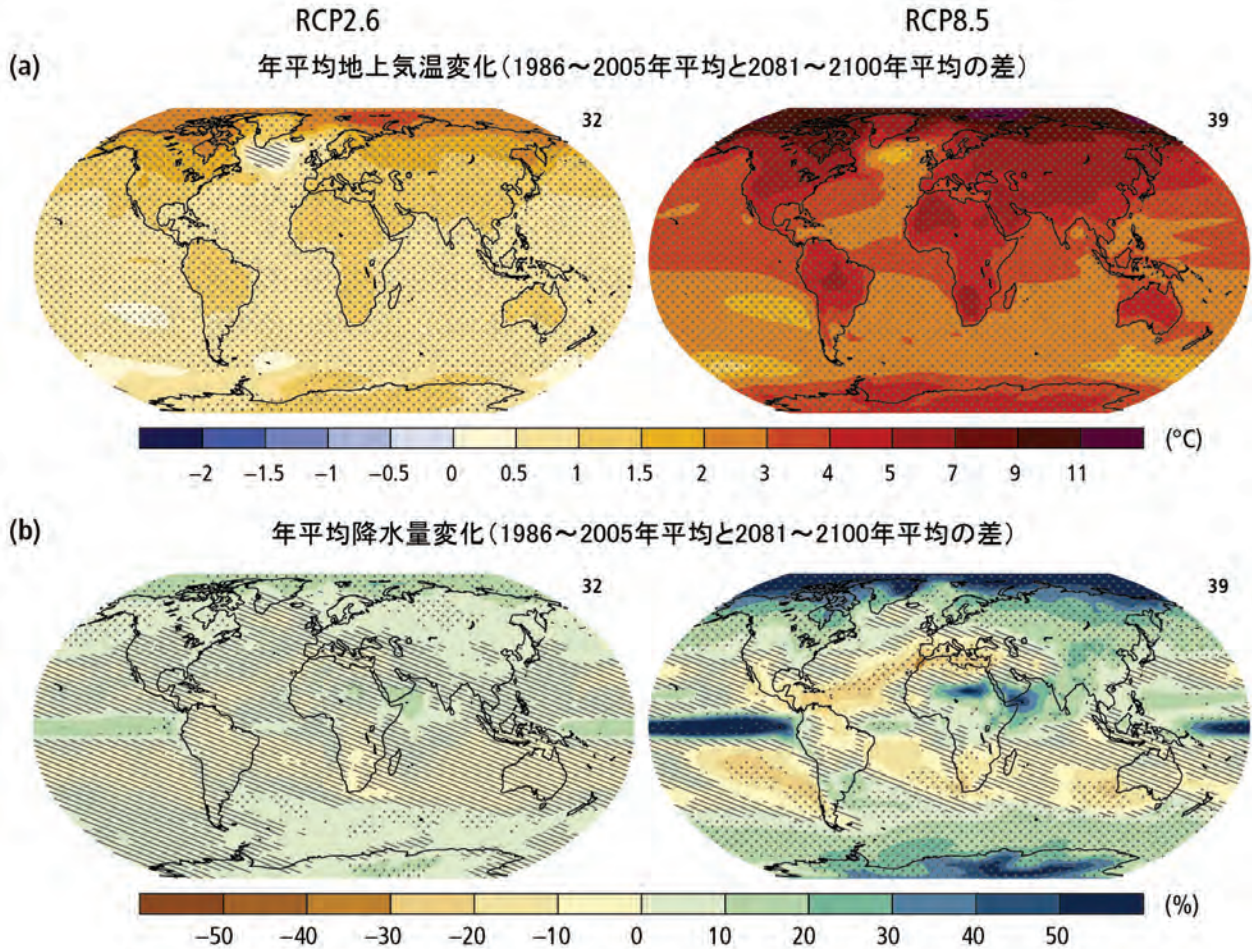 RCP2.6 RCP8.5
(a) 年平均地上気温変化(1986～2005年平均と2081～2100年平均の差)
32 39
−2 −1.5 −1 −0.5 0 0.5 1 1.5 2 3 4 5 7 9 11 (°C)
(b) 年平均降水量変化(1986～2005年平均と2081～2100年平均の差)
32 39
−50 −40 −30 −20 −10 0 10 20 30 40 50 (%)